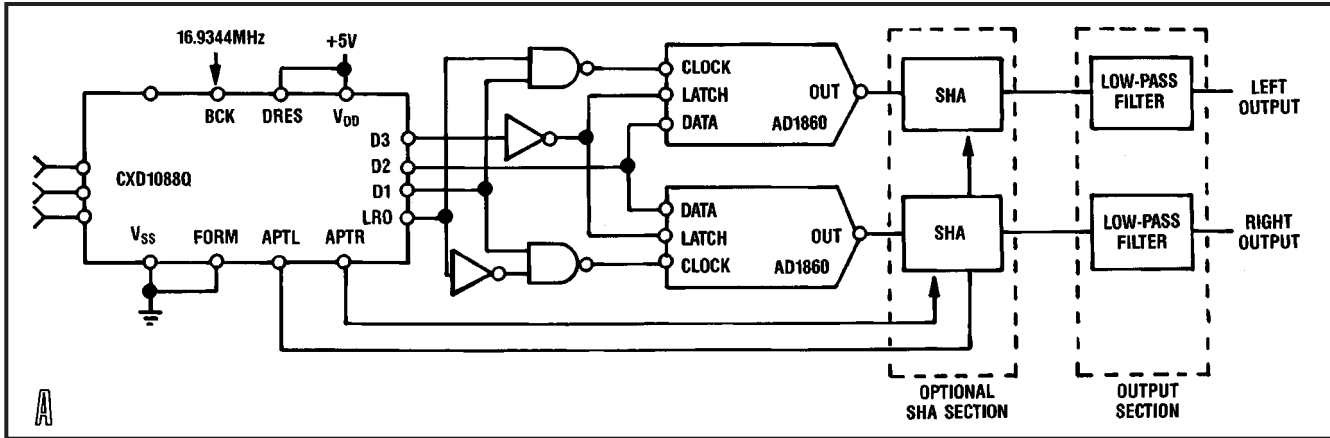 16.9344MHz
+5V
BCK
DRES
VDD
CXD1088Q
D3
D2
D1
LRO
VSS
FORM
APTL
APTR
CLOCK
LATCH
DATA
OUT
AD1860
DATA
LATCH
CLOCK
OUT
AD1860
SHA
SHA
LOW-PASS
FILTER
LEFT
OUTPUT
LOW-PASS
FILTER
RIGHT
OUTPUT
OPTIONAL
SHA SECTION
OUTPUT
SECTION
A